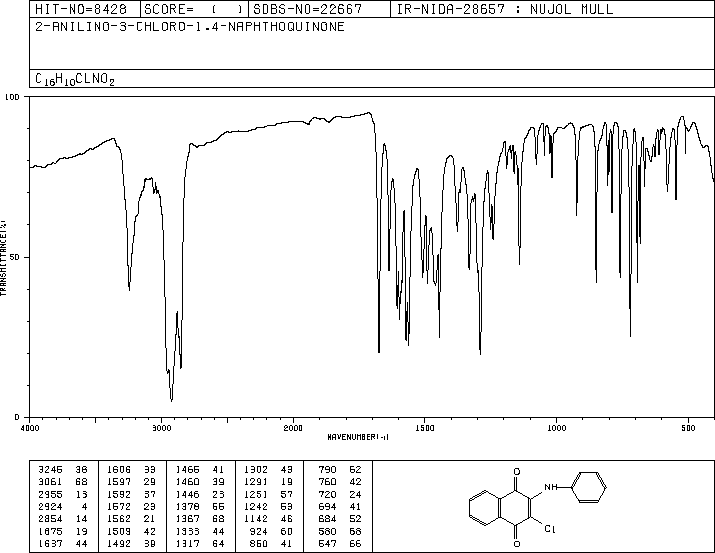 HIT-NO=8428 SCORE= ( ) SDBS-NO=22667 IR-NIDA-28657 : NUJOL MULL
2-ANILINO-3-CHLORO-1,4-NAPHTHOQUINONE
C16H10CLNO2
100
50
0
TRANSMITTANCE(%)
4000 3000 2000 1500 1000 500
WAVENUMBER(-1)
3245 38 1606 33 1466 41 1302 43 790 62
3061 68 1597 29 1460 39 1291 19 760 42
2955 13 1592 37 1446 23 1251 57 720 24
2924 4 1572 23 1378 55 1242 53 694 41
2854 14 1562 21 1367 68 1142 46 684 52
1675 19 1509 42 1333 44 924 60 580 68
1637 44 1492 39 1317 64 850 41 547 66
O
NH
Cl
O